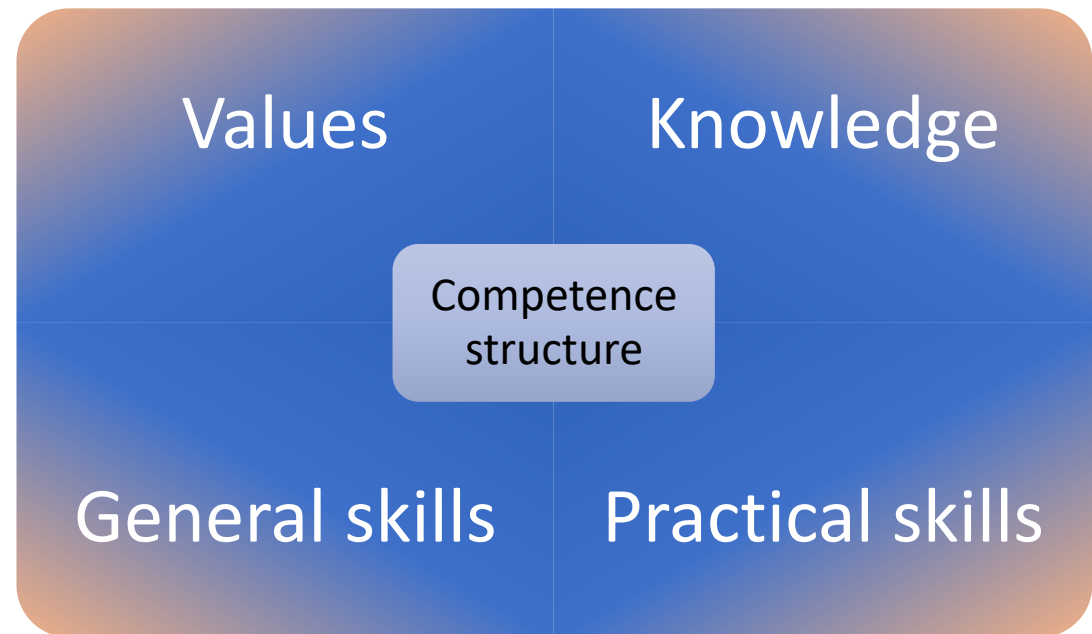 Values
Knowledge
Competence
structure
General skills
Practical skills